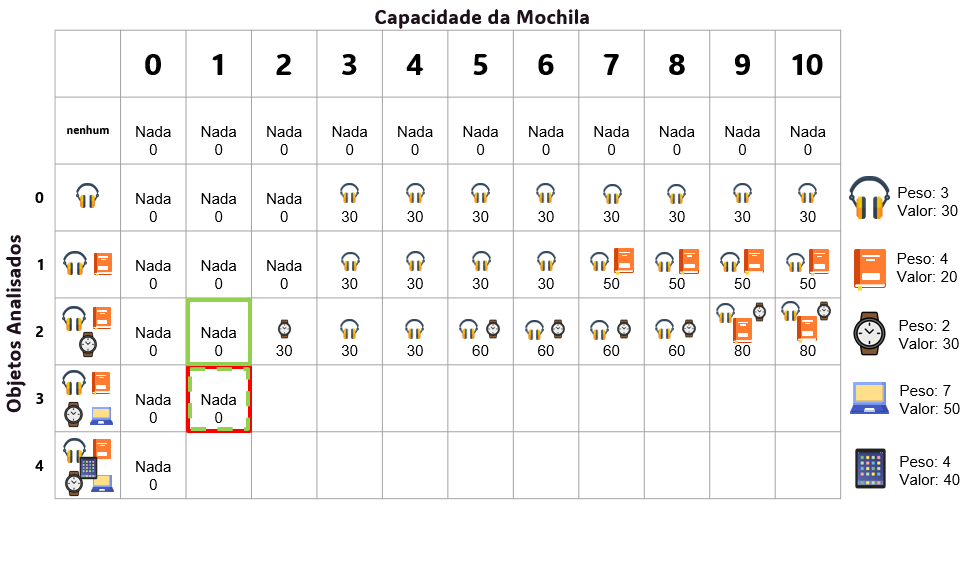 Capacidade da Mochila
0 1 2 3 4 5 6 7 8 9 10
nenhum Nada Nada Nada Nada Nada Nada Nada Nada Nada Nada Nada
0 0 0 0 0 0 0 0 0 0 0
Objetos Analisados
0 Nada Nada Nada
0 0 0 30 30 30 30 30 30 30 30
Peso: 3
Valor: 30
1 Nada Nada Nada
0 0 0 30 30 30 30 50 50 50 50
Peso: 4
Valor: 20
2 Nada Nada
0 0 30 30 30 60 60 60 60 80 80
Peso: 2
Valor: 30
3 Nada Nada
0 0
Peso: 7
Valor: 50
4 Nada
0
Peso: 4
Valor: 40